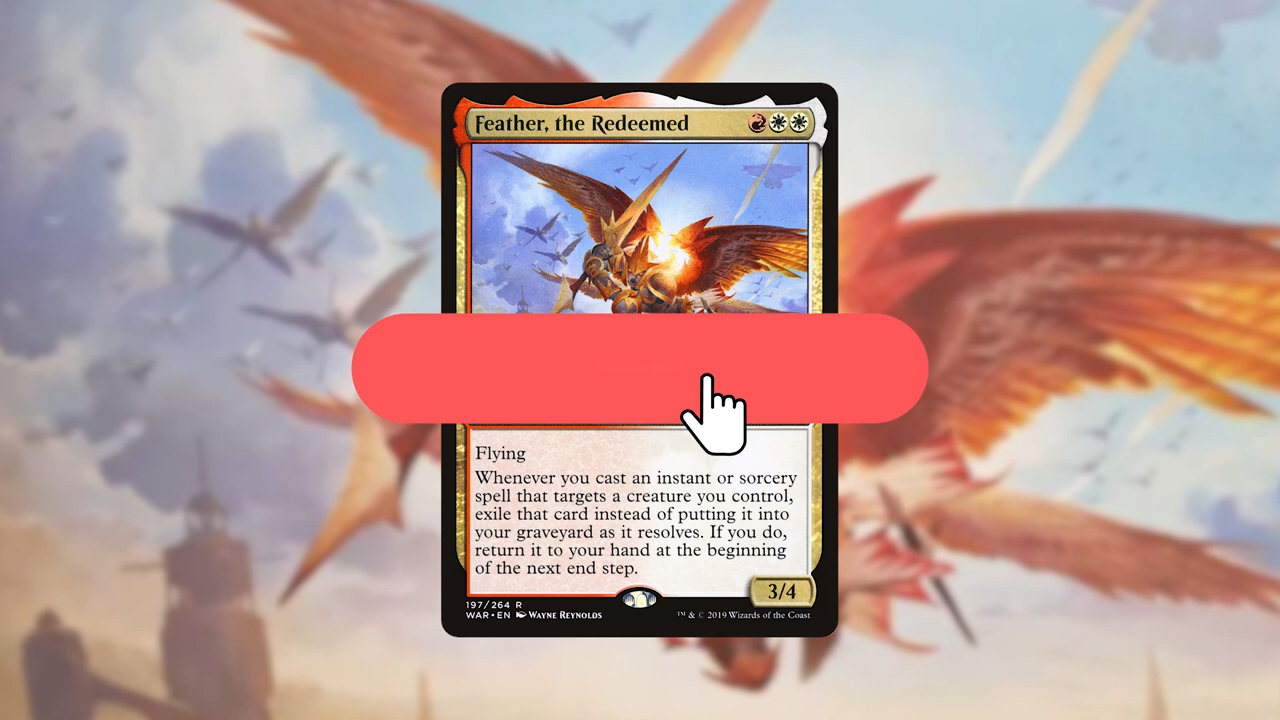 Feather, the Redeemed
Flying
Whenever you cast an instant or sorcery
spell that targets a creature you control,
exile that card instead of putting it into
your graveyard as it resolves. If you do,
return it to your hand at the beginning
of the next end step.
3/4
197/264 R
WAR • EN Wayne Reynolds
™ & © 2019 Wizards of the Coast